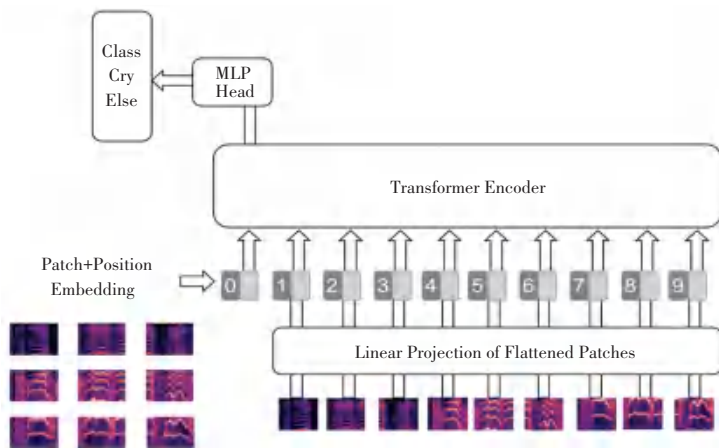 Class
Cry
Else
MLP
Head
Transformer Encoder
Patch+Position
Embedding
0 1 2 3 4 5 6 7 8 9
Linear Projection of Flattened Patches